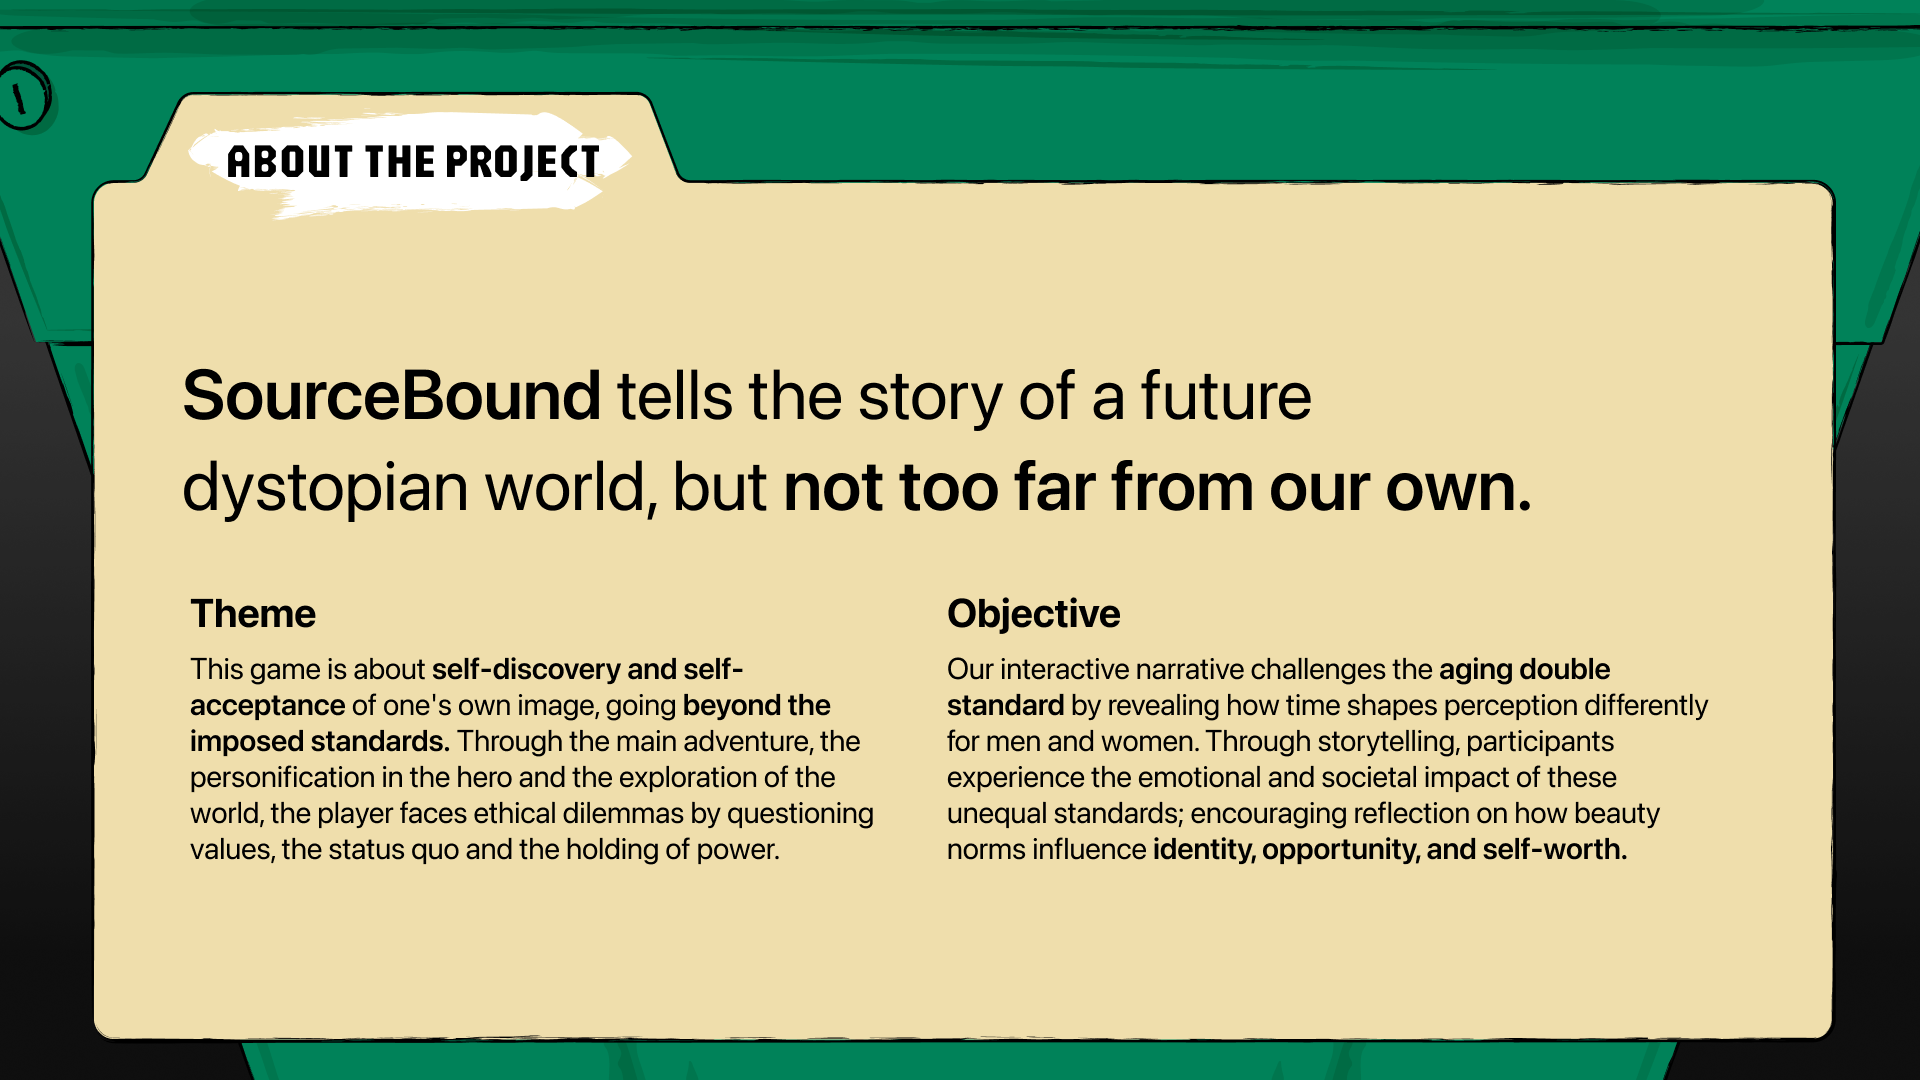 ABOUT THE PROJECT
SourceBound tells the story of a future
dystopian world, but not too far from our own.
Theme
This game is about self-discovery and self-
acceptance of one's own image, going beyond the
imposed standards. Through the main adventure, the
personification in the hero and the exploration of the
world, the player faces ethical dilemmas by questioning
values, the status quo and the holding of power.
Objective
Our interactive narrative challenges the aging double
standard by revealing how time shapes perception differently
for men and women. Through storytelling, participants
experience the emotional and societal impact of these
unequal standards; encouraging reflection on how beauty
norms influence identity, opportunity, and self-worth.